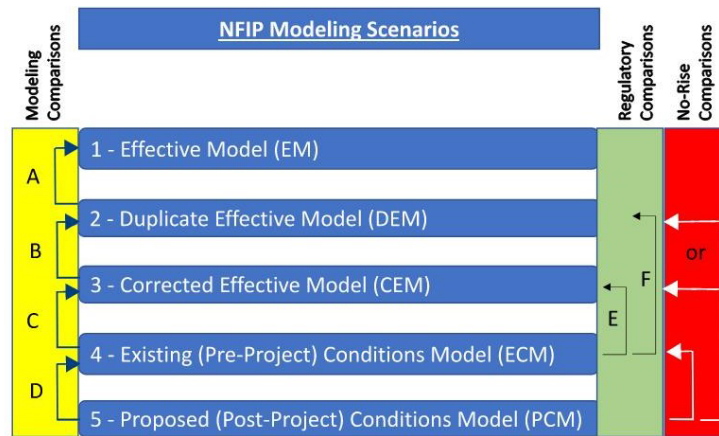 NFIP Modeling Scenarios
Modeling
Comparisons
Regulatory
Comparisons
No-Rise
Comparisons
1 - Effective Model (EM)
A
2 - Duplicate Effective Model (DEM)
B
F
or
3 - Corrected Effective Model (CEM)
C
E
4 - Existing (Pre-Project) Conditions Model (ECM)
D
5 - Proposed (Post-Project) Conditions Model (PCM)